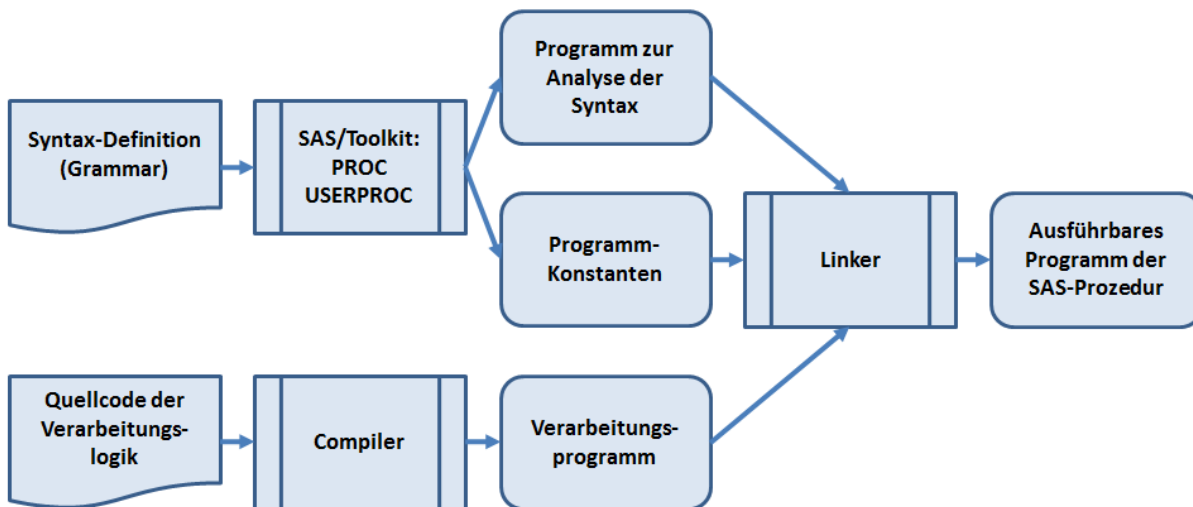 Programm zur
Analyse der
Syntax
Syntax-Definition
(Grammar)
SAS/Toolkit:
PROC
USERPROC
Programm-
Konstanten
Linker
Ausführbares
Programm der
SAS-Prozedur
Quellcode der
Verarbeitungs-
logik
Compiler
Verarbeitungs-
programm